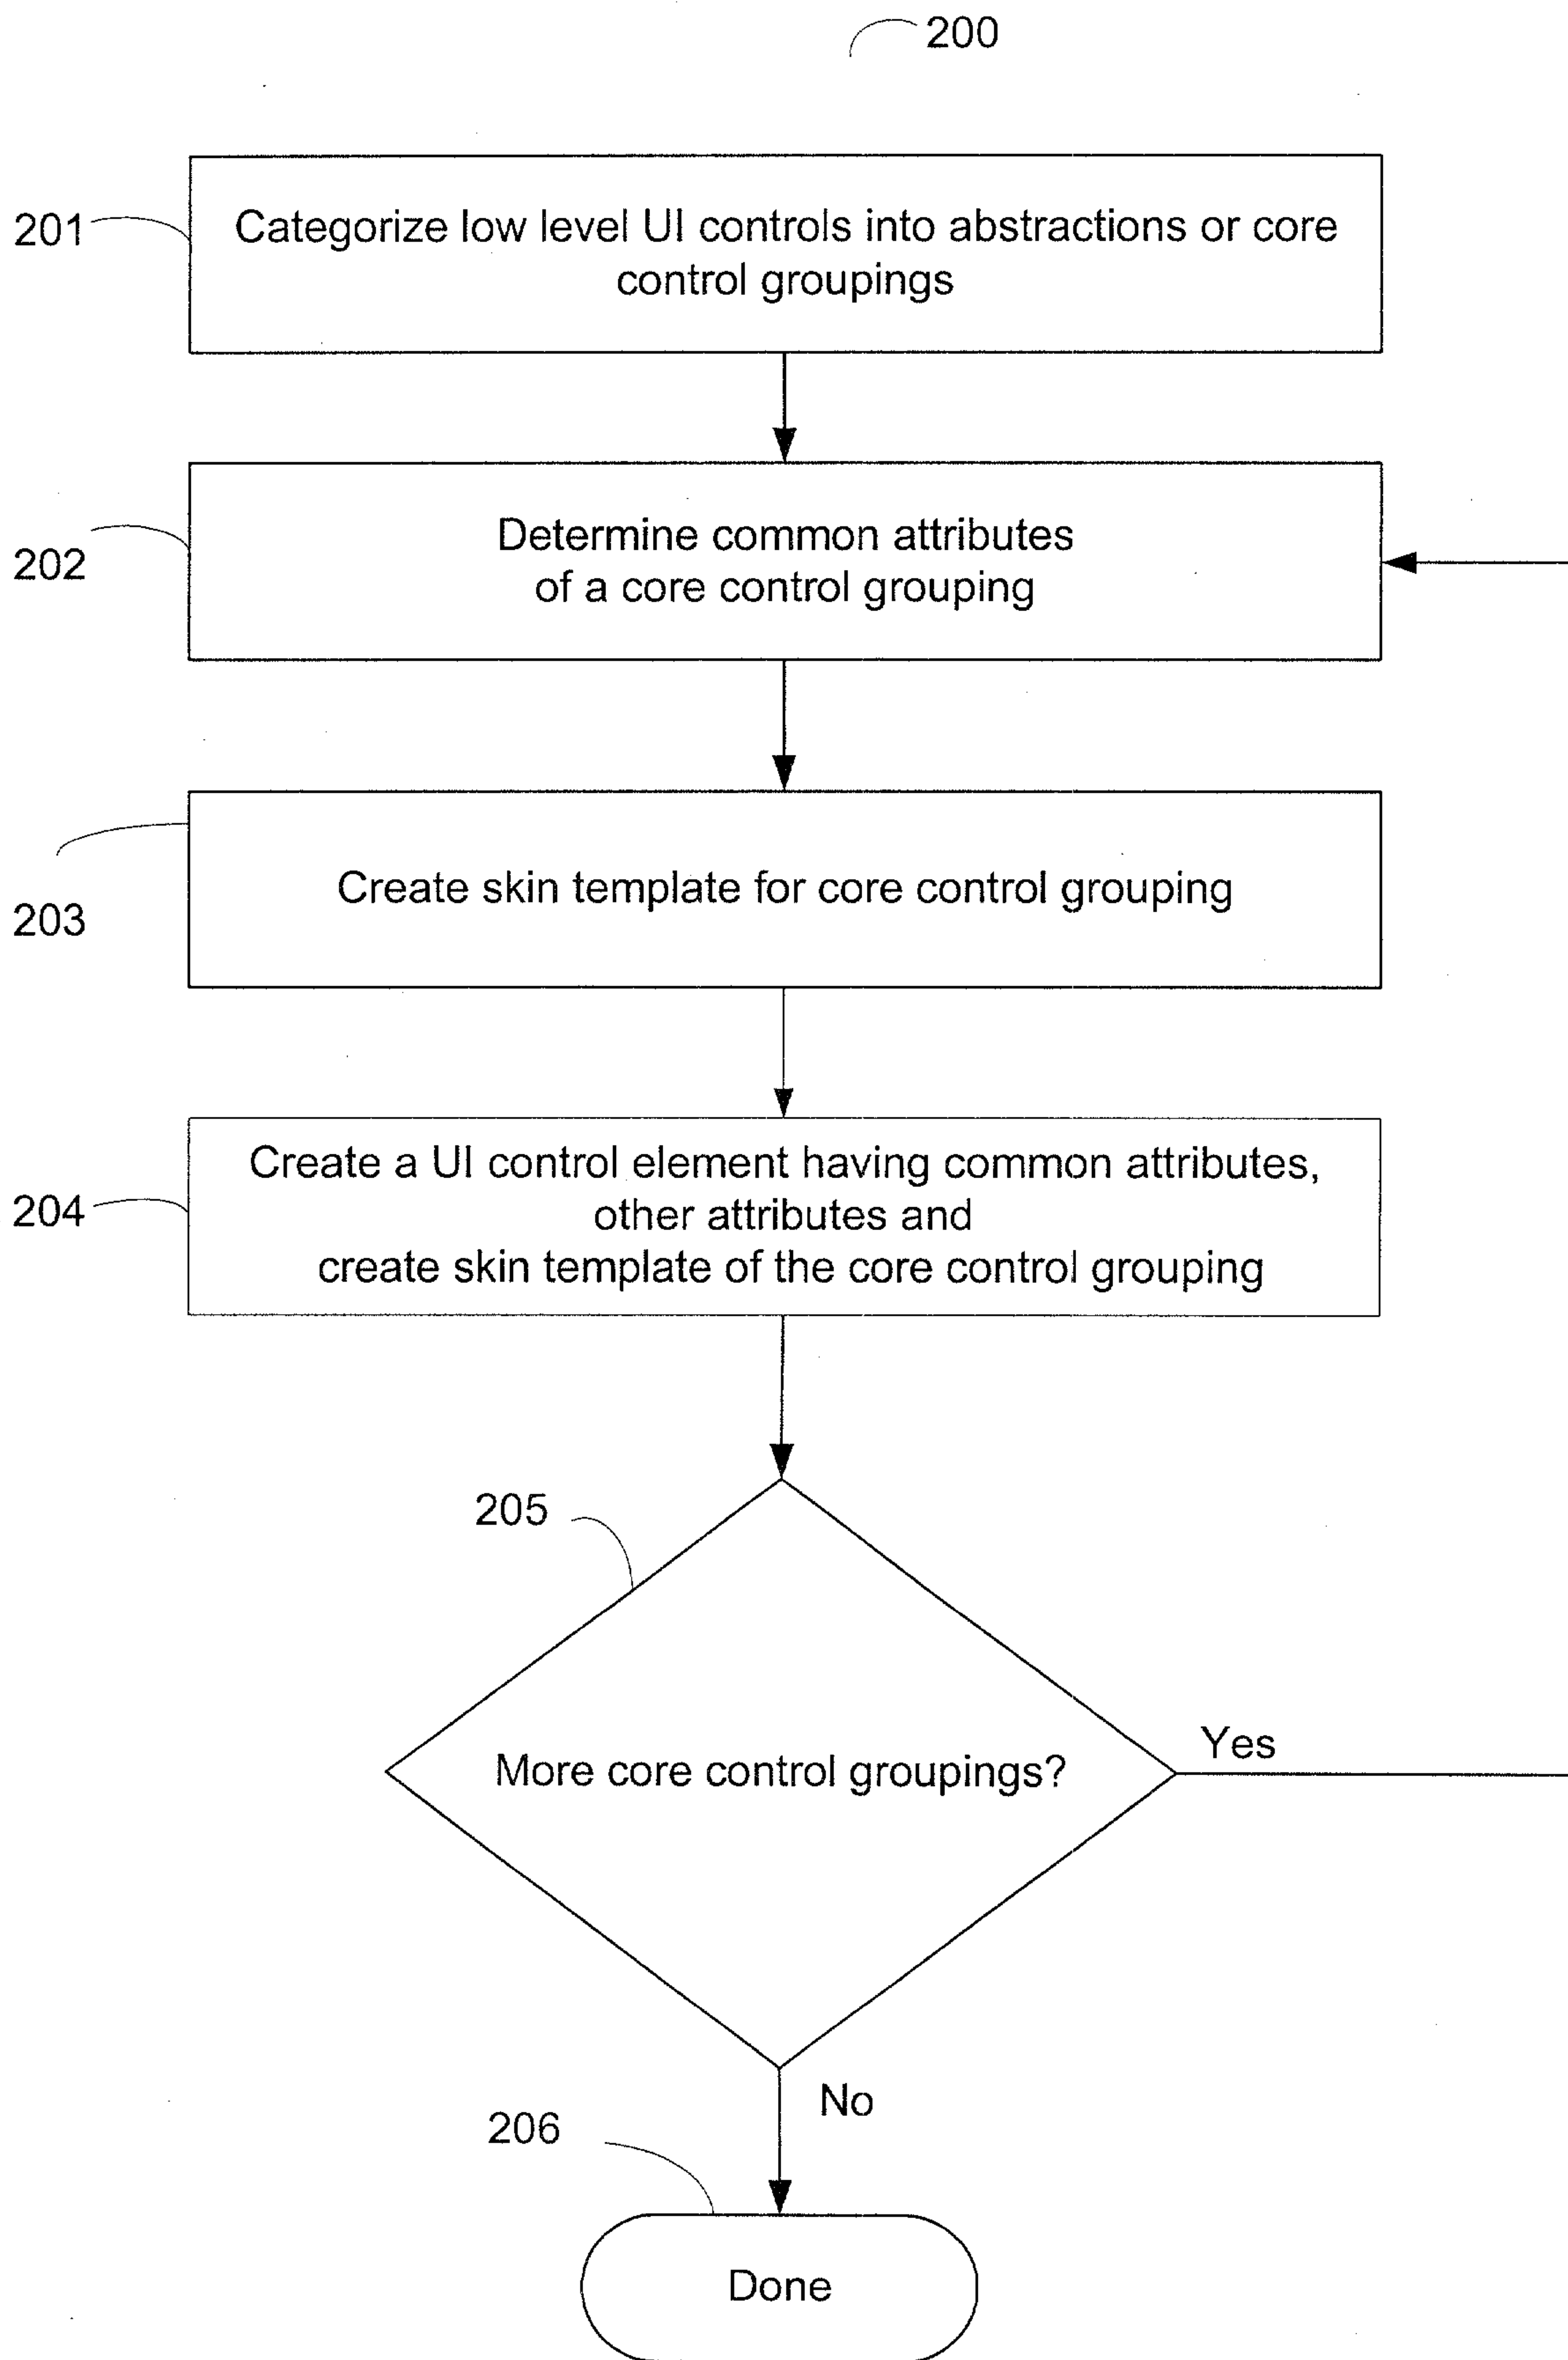 200
201
Categorize low level UI controls into abstractions or core
control groupings
202
Determine common attributes
of a core control grouping
203
Create skin template for core control grouping
204
Create a UI control element having common attributes,
other attributes and
create skin template of the core control grouping
205
More core control groupings?
Yes
No
206
Done